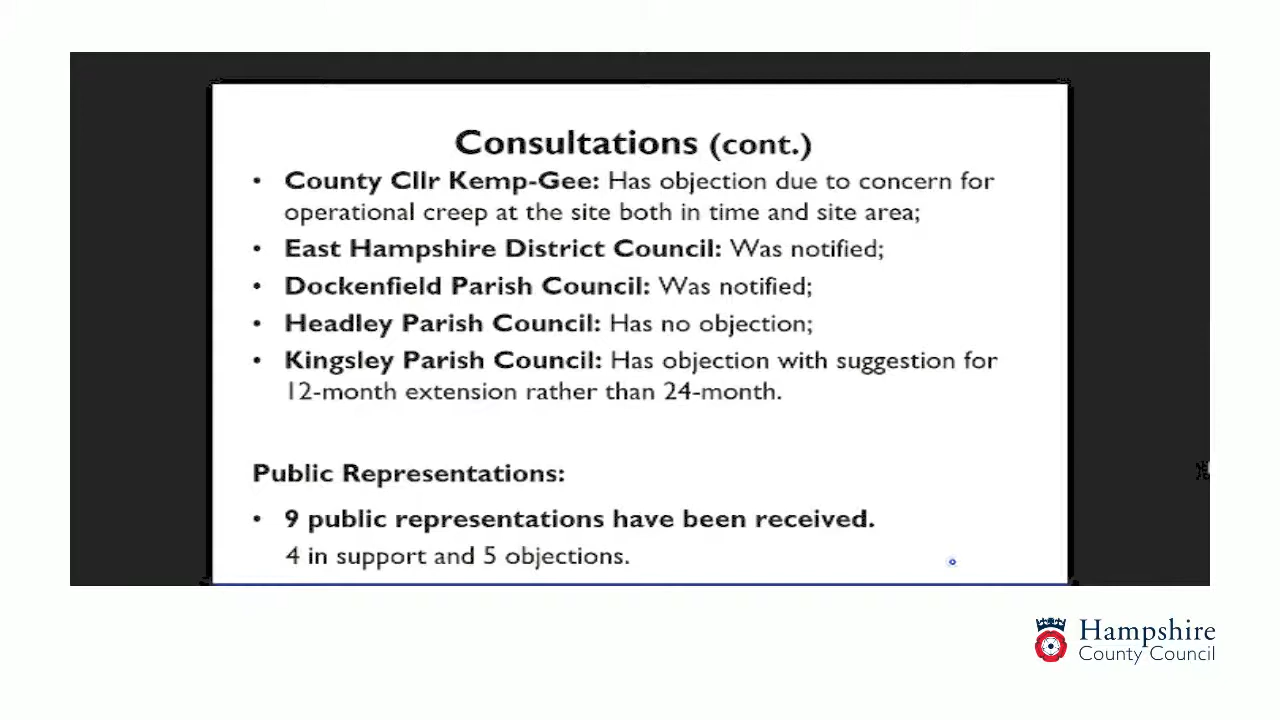 Consultations (cont.)
• County Cllr Kemp-Gee: Has objection due to concern for
operational creep at the site both in time and site area;
• East Hampshire District Council: Was notified;
• Dockenfield Parish Council: Was notified;
• Headley Parish Council: Has no objection;
• Kingsley Parish Council: Has objection with suggestion for
12-month extension rather than 24-month.
Public Representations:
• 9 public representations have been received.
4 in support and 5 objections.
Hampshire
County Council